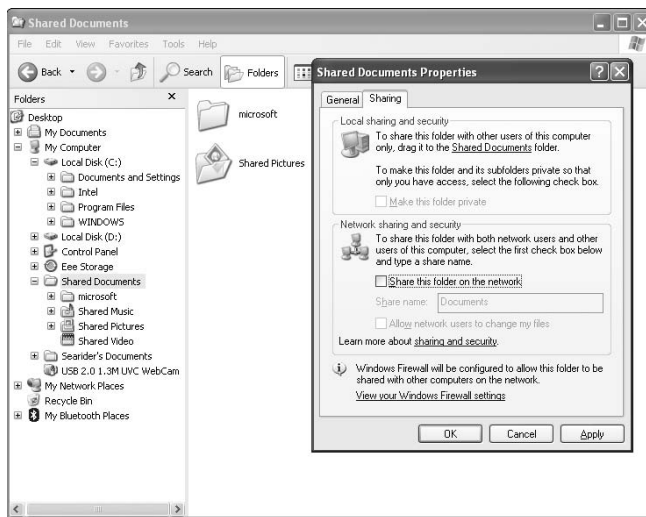 Shared Documents
File Edit View Favorites Tools Help
Back Search Folders
Folders
Desktop
My Documents
My Computer
Local Disk (C:)
Documents and Settings
Intel
Program Files
WINDOWS
Local Disk (D:)
Control Panel
Eee Storage
Shared Documents
microsoft
Shared Music
Shared Pictures
Shared Video
Searider's Documents
USB 2.0 1.3M UVC WebCam
My Network Places
Recycle Bin
My Bluetooth Places
microsoft
Shared Pictures
Shared Documents Properties
General Sharing
Local sharing and security
To share this folder with other users of this computer
only, drag it to the Shared Documents folder.
To make this folder and its subfolders private so that
only you have access, select the following check box.
Make this folder private
Network sharing and security
To share this folder with both network users and other
users of this computer, select the first check box below
and type a share name.
Share this folder on the network
Share name: Documents
Allow network users to change my files
Learn more about sharing and security.
Windows Firewall will be configured to allow this folder to be
shared with other computers on the network.
View your Windows Firewall settings
OK Cancel Apply